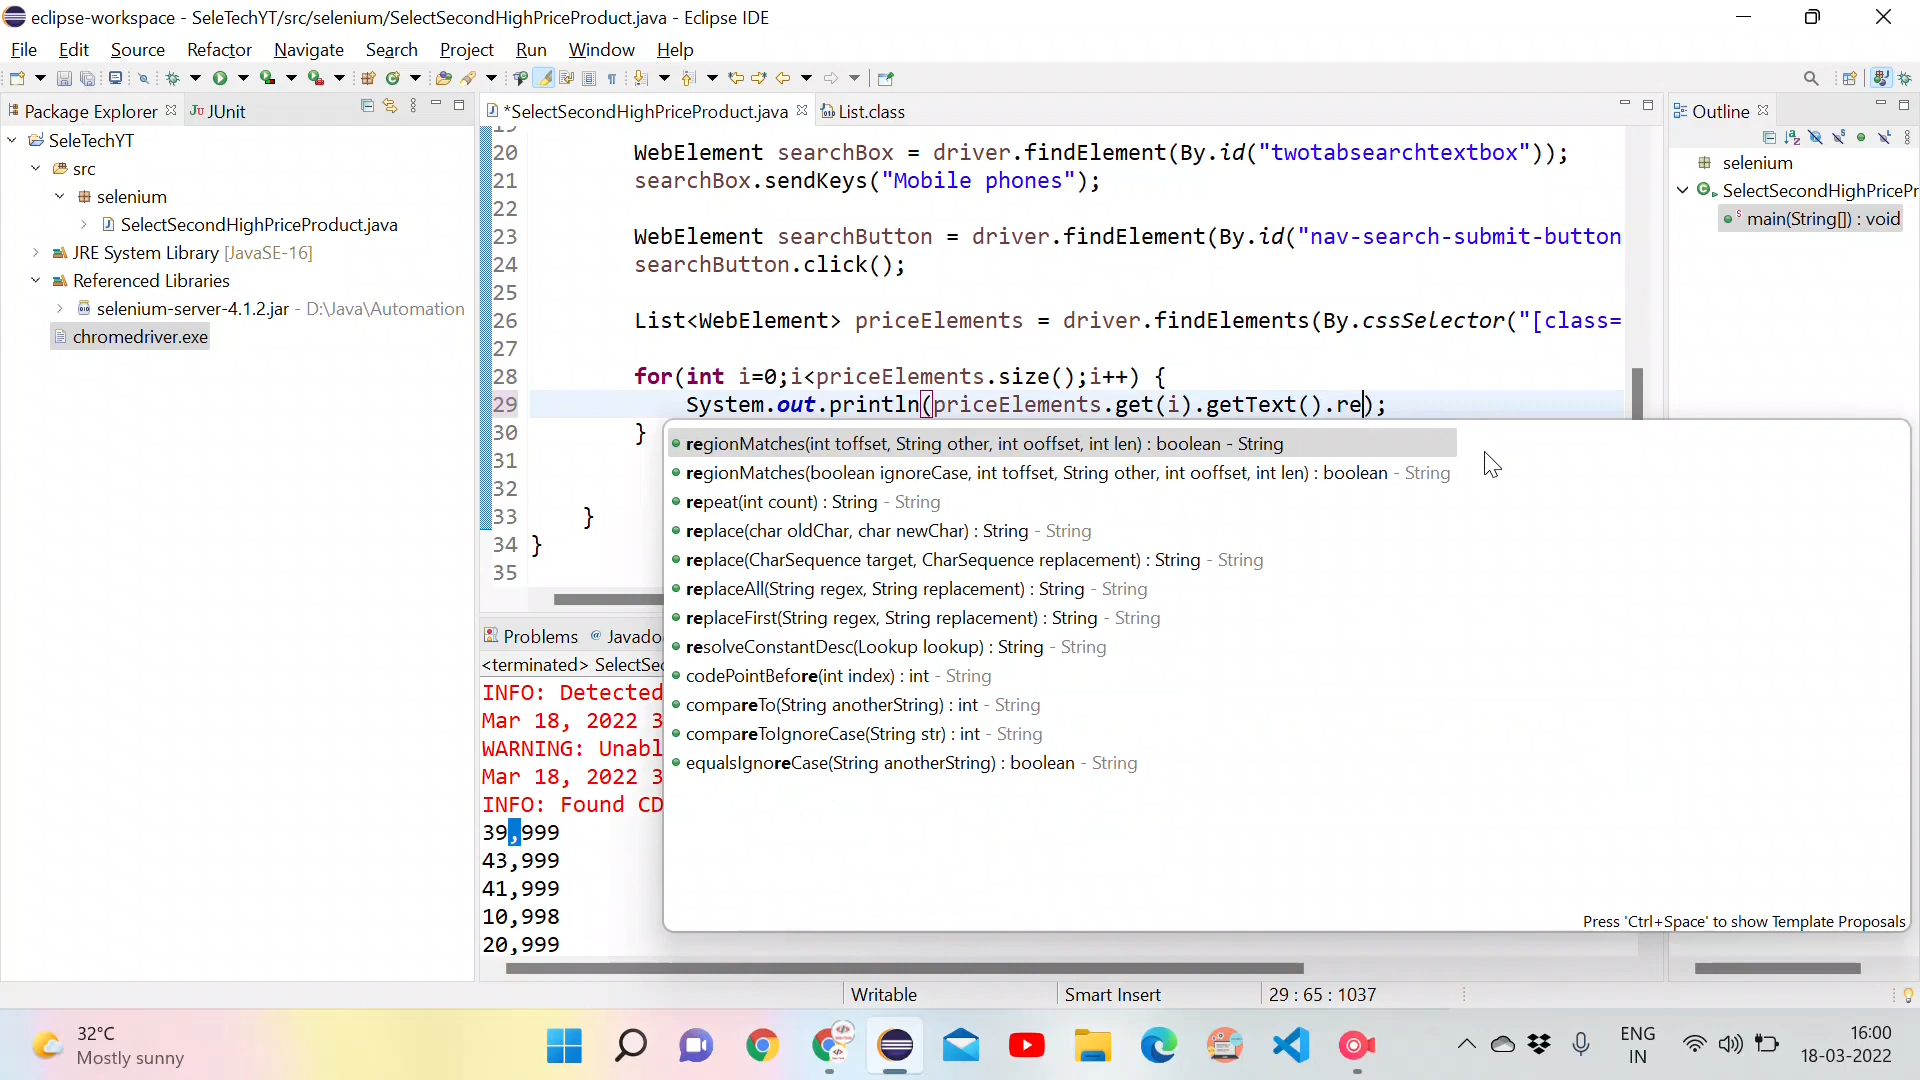 eclipse-workspace - SeleTechYT/src/selenium/SelectSecondHighPriceProduct.java - Eclipse IDE
File Edit Source Refactor Navigate Search Project Run Window Help
Package Explorer JUnit
*SelectSecondHighPriceProduct.java List.class
Outline
SeleTechYT
src
selenium
SelectSecondHighPriceProduct.java
JRE System Library [JavaSE-16]
Referenced Libraries
selenium-server-4.1.2.jar - D:\Java\Automation
chromedriver.exe
20 WebElement searchBox = driver.findElement(By.id("twotabsearchtextbox"));
21 searchBox.sendKeys("Mobile phones");
22
23 WebElement searchButton = driver.findElement(By.id("nav-search-submit-button
24 searchButton.click();
25
26 List<WebElement> priceElements = driver.findElements(By.cssSelector("[class=
27
28 for(int i=0;i<priceElements.size();i++) {
29 System.out.println(priceElements.get(i).getText().re);
30 }
31
32
33 }
34 }
35
regionMatches(int toffset, String other, int ooffset, int len) : boolean - String
regionMatches(boolean ignoreCase, int toffset, String other, int ooffset, int len) : boolean - String
repeat(int count) : String - String
replace(char oldChar, char newChar) : String - String
replace(CharSequence target, CharSequence replacement) : String - String
replaceAll(String regex, String replacement) : String - String
replaceFirst(String regex, String replacement) : String - String
resolveConstantDesc(Lookup lookup) : String - String
codePointBefore(int index) : int - String
compareTo(String anotherString) : int - String
compareToIgnoreCase(String str) : int - String
equalsIgnoreCase(String anotherString) : boolean - String
Press 'Ctrl+Space' to show Template Proposals
Problems @ Javado
<terminated> SelectSec
INFO: Detected
Mar 18, 2022 3
WARNING: Unabl
Mar 18, 2022 3
INFO: Found CD
39,999
43,999
41,999
10,998
20,999
selenium
SelectSecondHighPricePr
main(String[]) : void
Writable Smart Insert 29 : 65 : 1037
32°C
Mostly sunny
ENG
IN
16:00
18-03-2022